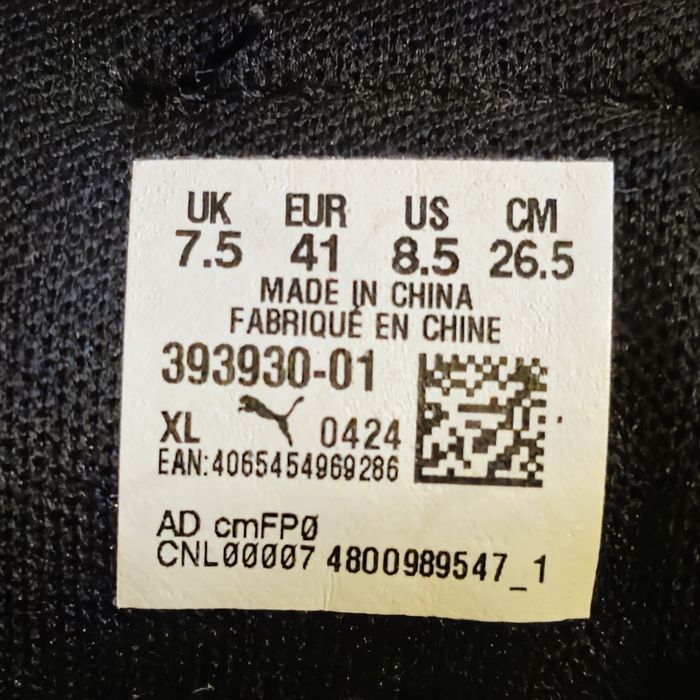 UK EUR US CM
7.5 41 8.5 26.5
MADE IN CHINA
FABRIQUÉ EN CHINE
393930-01
XL 0424
EAN:4065454969286
AD cmFP0
CNL00007 4800989547_1